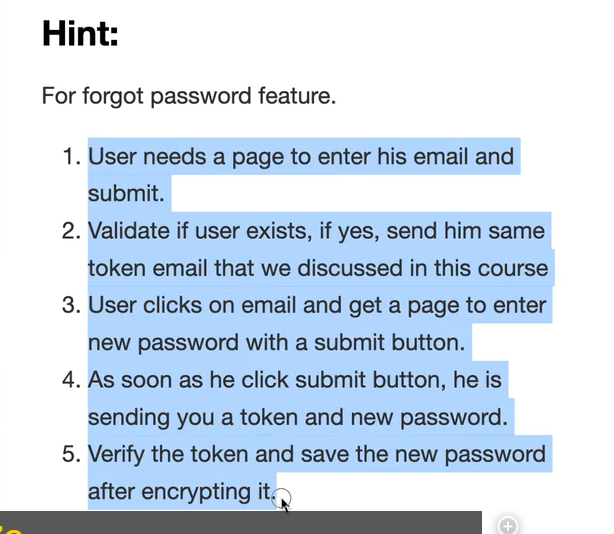 Hint:
For forgot password feature.
1. User needs a page to enter his email and
submit.
2. Validate if user exists, if yes, send him same
token email that we discussed in this course
3. User clicks on email and get a page to enter
new password with a submit button.
4. As soon as he click submit button, he is
sending you a token and new password.
5. Verify the token and save the new password
after encrypting it.